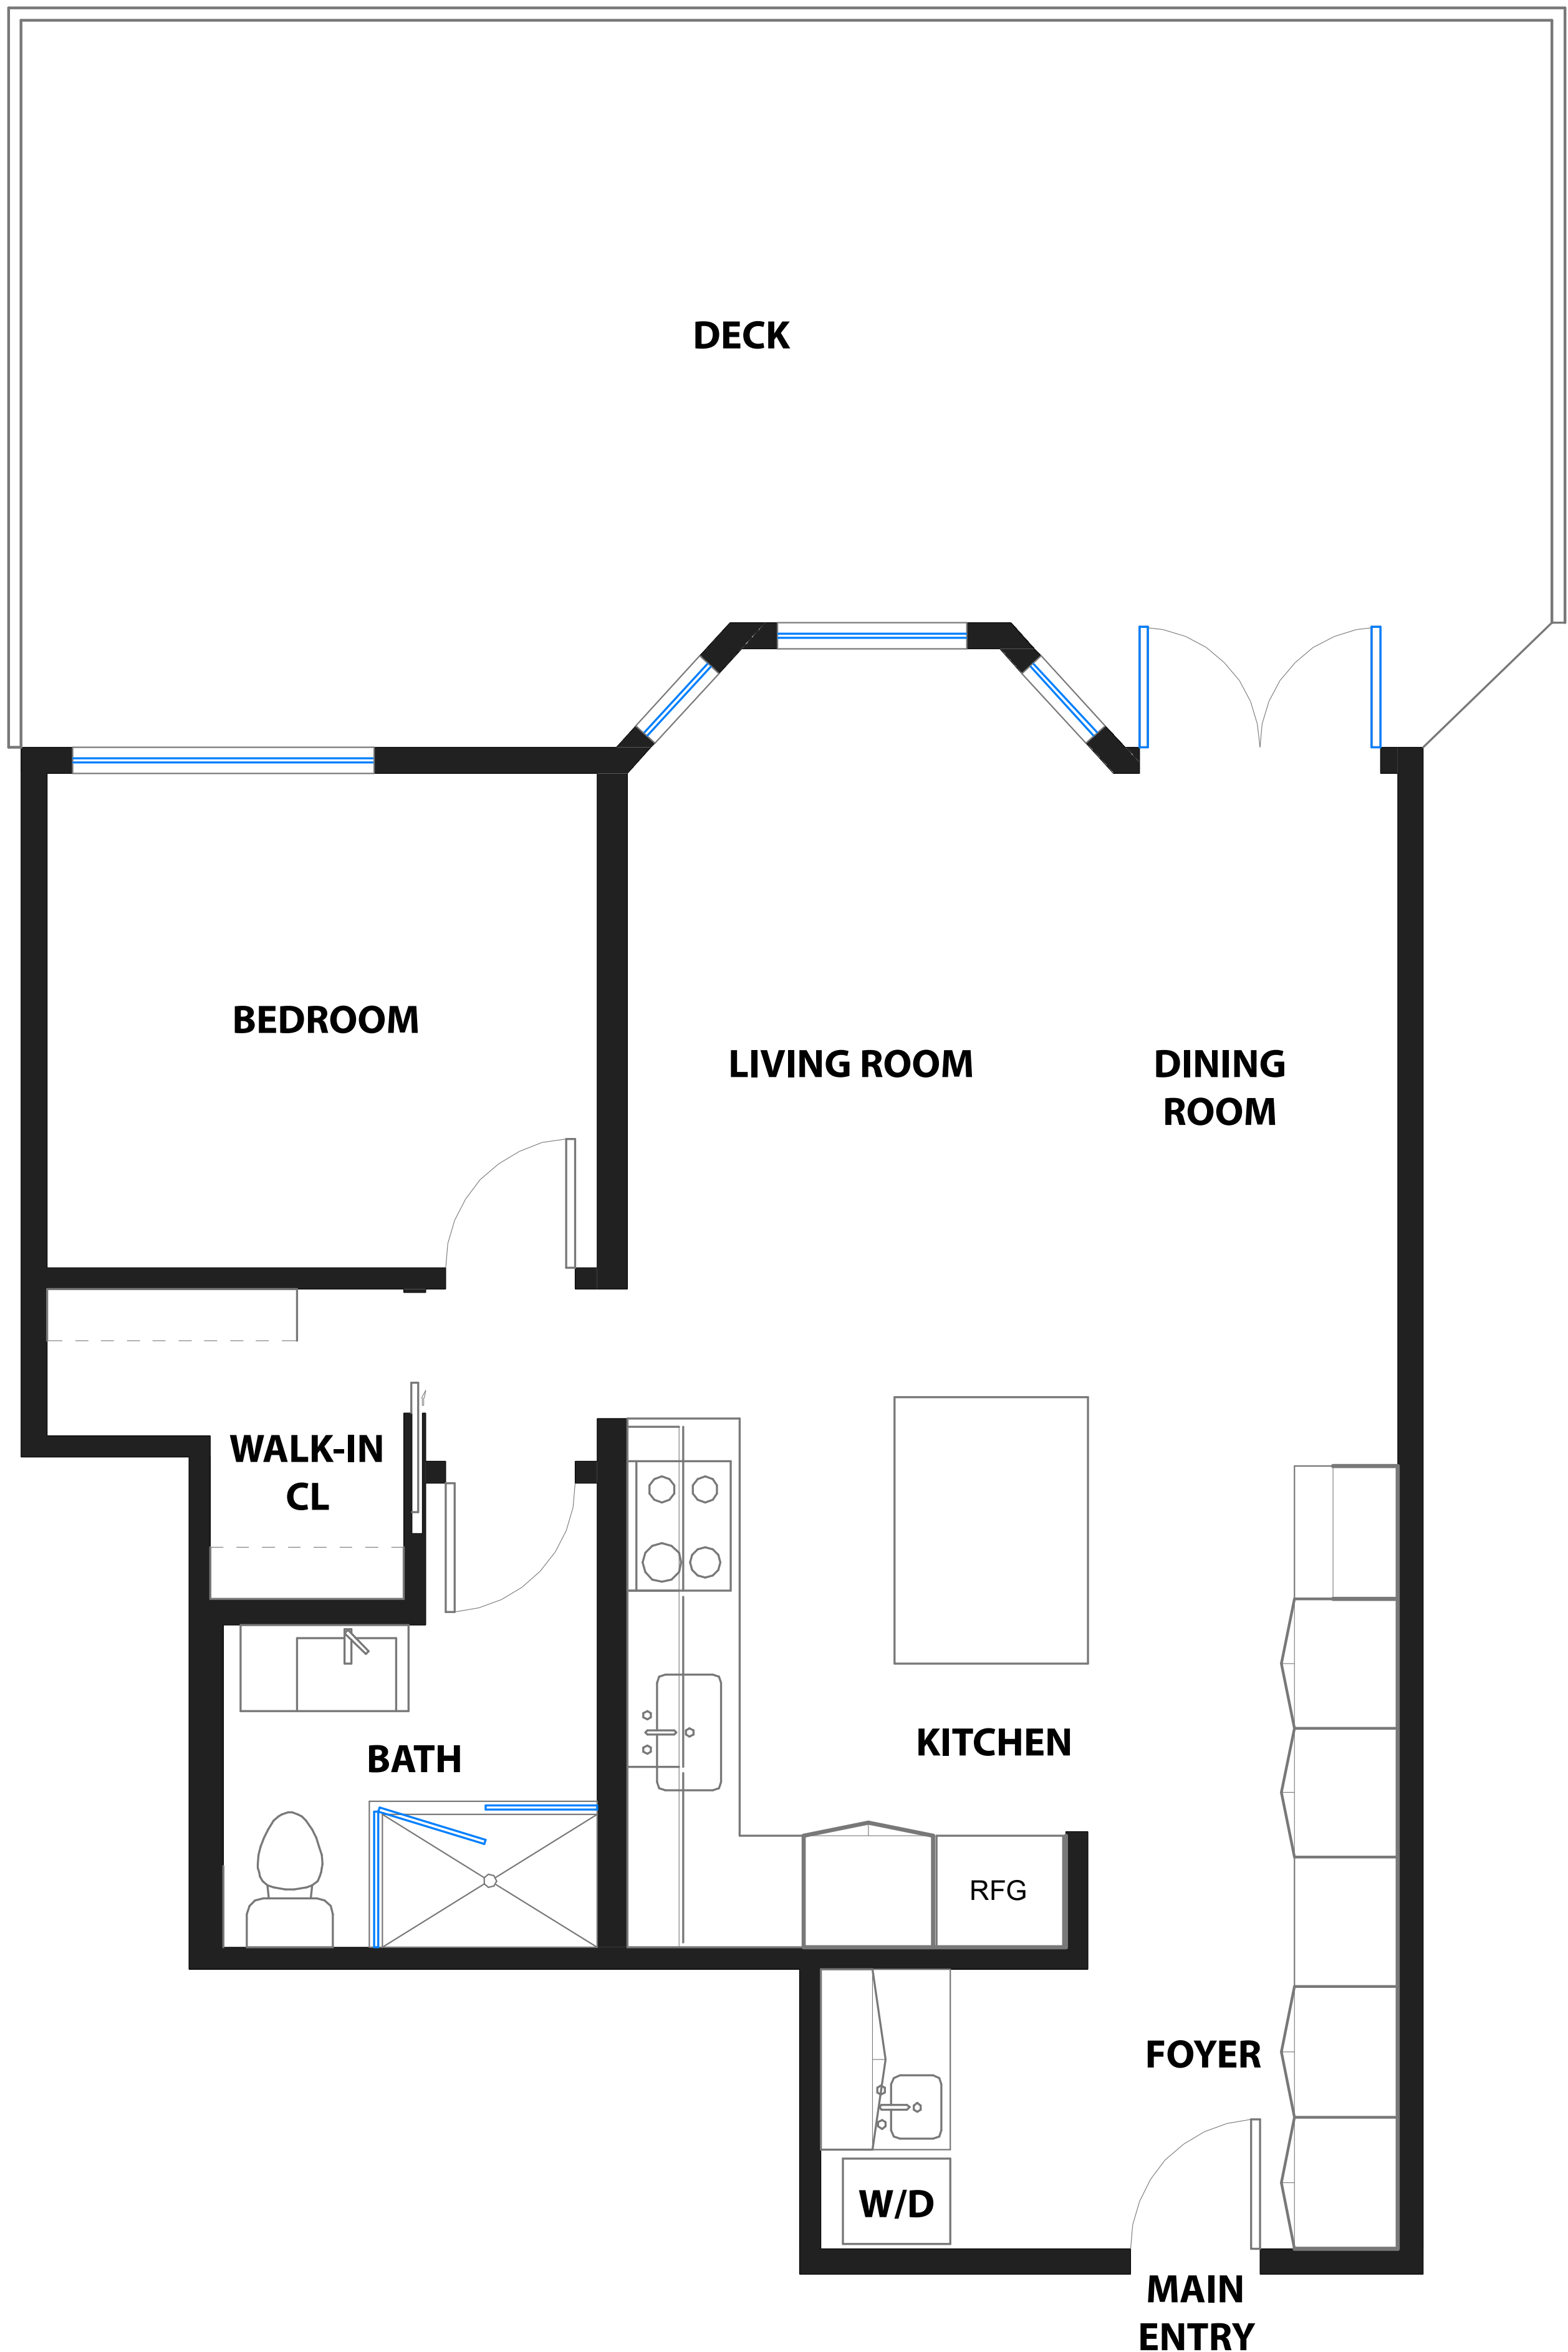 DECK
BEDROOM
LIVING ROOM
DINING
ROOM
WALK-IN
CL
KITCHEN
BATH
RFG
FOYER
W/D
MAIN
ENTRY